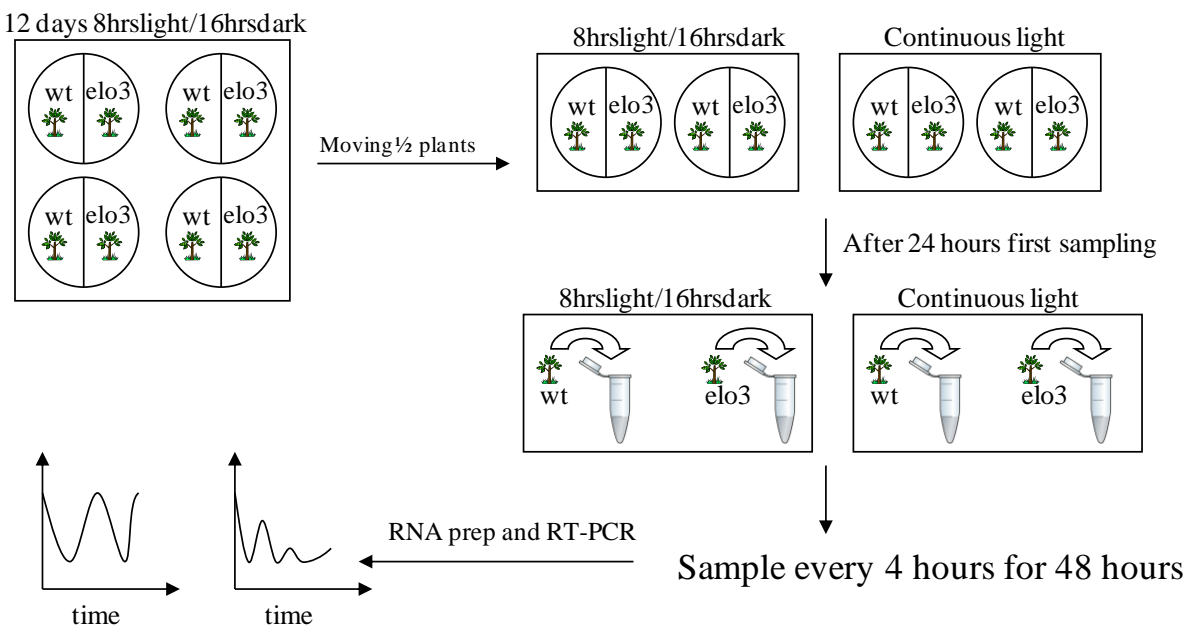 12 days 8hrslight/16hrsdark
wt elo3 wt elo3
wt elo3 wt elo3
Moving ½ plants
8hrslight/16hrsdark
wt elo3 wt elo3
Continuous light
wt elo3 wt elo3
After 24 hours first sampling
8hrslight/16hrsdark
wt elo3
Continuous light
wt elo3
Sample every 4 hours for 48 hours
RNA prep and RT-PCR
time
time